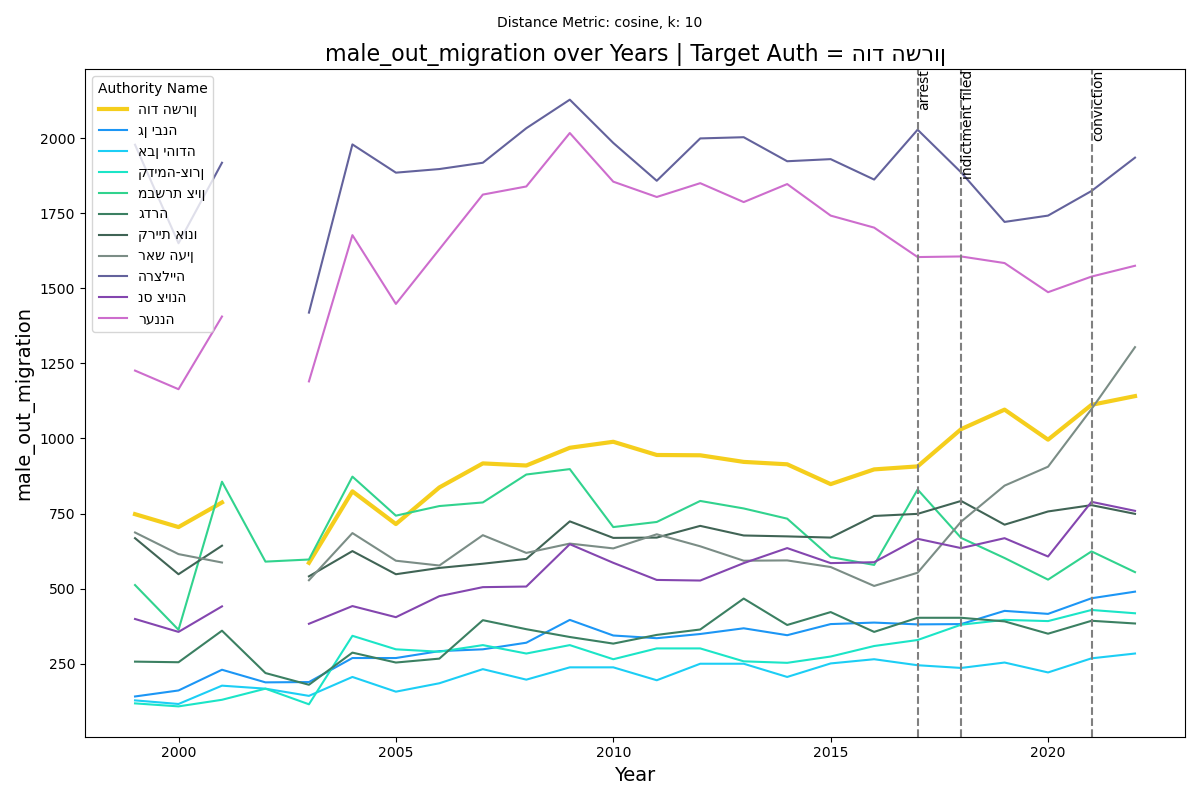 Distance Metric: cosine, k: 10
male_out_migration over Years | Target Auth = הוד השרון
Authority Name
הוד השרון
גן יבנה
אבן יהודה
קדימה-צורן
מבשרת ציון
גדרה
קריית אונו
ראש העין
הרצלייה
נס ציונה
רעננה
arrest
indictment filed
conviction
male_out_migration
2000
1750
1500
1250
1000
750
500
250
2000 2005 2010 2015 2020
Year